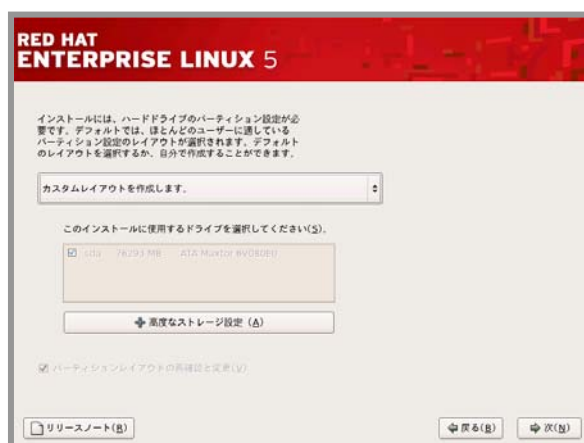 RED HAT
ENTERPRISE LINUX 5
インストールには、ハードドライブのパーティション設定が必
要です。デフォルトでは、ほとんどのユーザーに適している
パーティション設定のレイアウトが選択されます。デフォルト
のレイアウトを選択するか、自分で作成することができます。
カスタムレイアウトを作成します。
このインストールに使用するドライブを選択してください(S)。
sda 76293 MB ATA Maxtor 6V080E0
高度なストレージ設定 (A)
パーティションレイアウトの再確認と変更(V)
リリースノート(R)
戻る(B)
次(N)